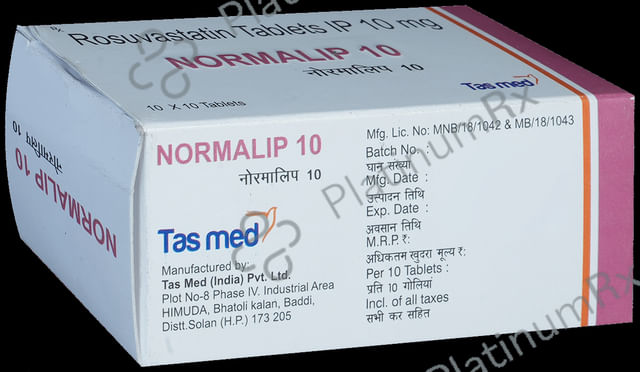 Rx Rosuvastatin Tablets IP 10 mg
NORMALIP 10
नोरमालिप 10
10 X 10 Tablets
Tas med
NORMALIP 10
नोरमालिप 10
Tas med
Manufactured by:
Tas Med (India) Pvt. Ltd.
Plot No-8 Phase IV. Industrial Area
HIMUDA, Bhatoli kalan, Baddi,
Distt.Solan (H.P.) 173 205
Mfg. Lic. No: MNB/18/1042 & MB/18/1043
Batch No. :
घान संख्या
Mfg. Date :
उत्पादन तिथि
Exp. Date :
अवसान तिथि
M.R.P. ₹:
अधिकतम खुदरा मूल्य ₹:
Per 10 Tablets :
प्रति 10 गोलियां
Incl. of all taxes
सभी कर सहित
NORMALIP 10
नोरमालिप 10
PlatinumRx
PlatinumRx
PlatinumRx
PlatinumRx